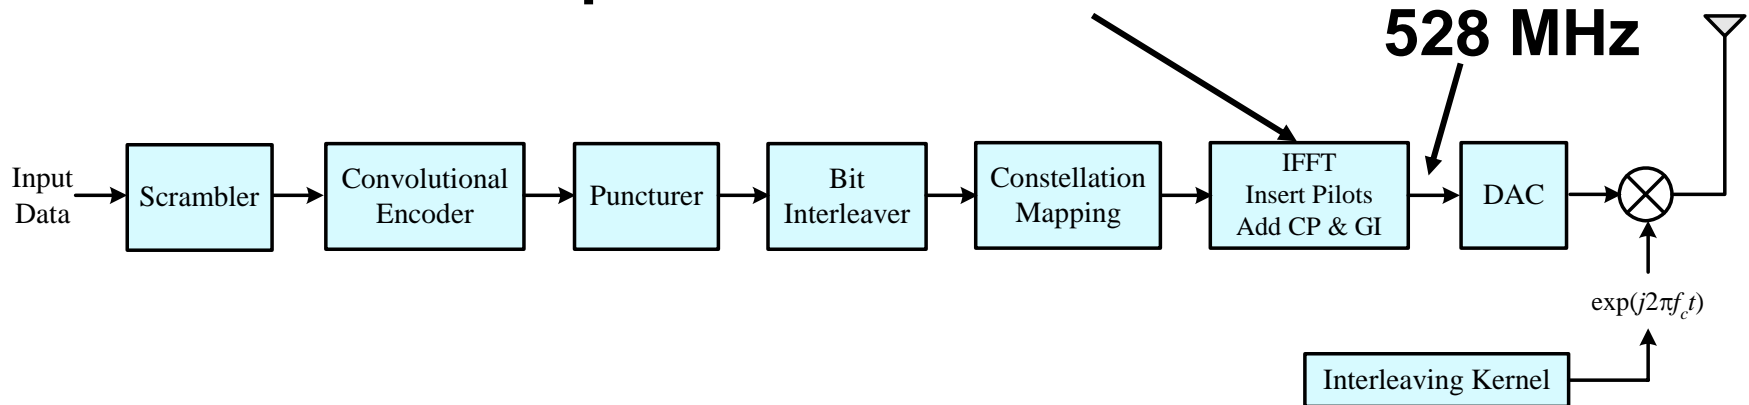 528 MHz
Input
Data
Scrambler
Convolutional
Encoder
Puncturer
Bit
Interleaver
Constellation
Mapping
IFFT
Insert Pilots
Add CP & GI
DAC
exp(j2πf_c t)
Interleaving Kernel